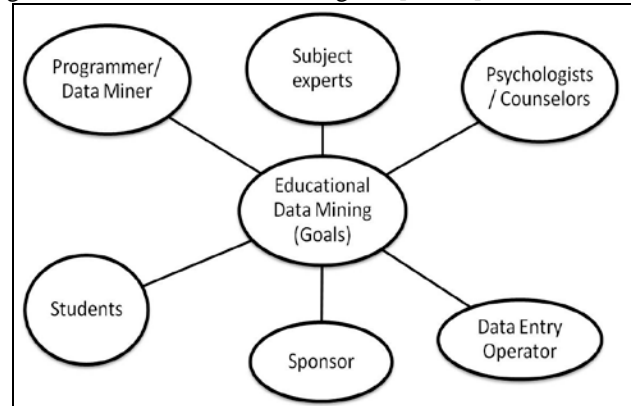 Programmer/
Data Miner
Subject
experts
Psychologists
/ Counselors
Educational
Data Mining
(Goals)
Students
Sponsor
Data Entry
Operator